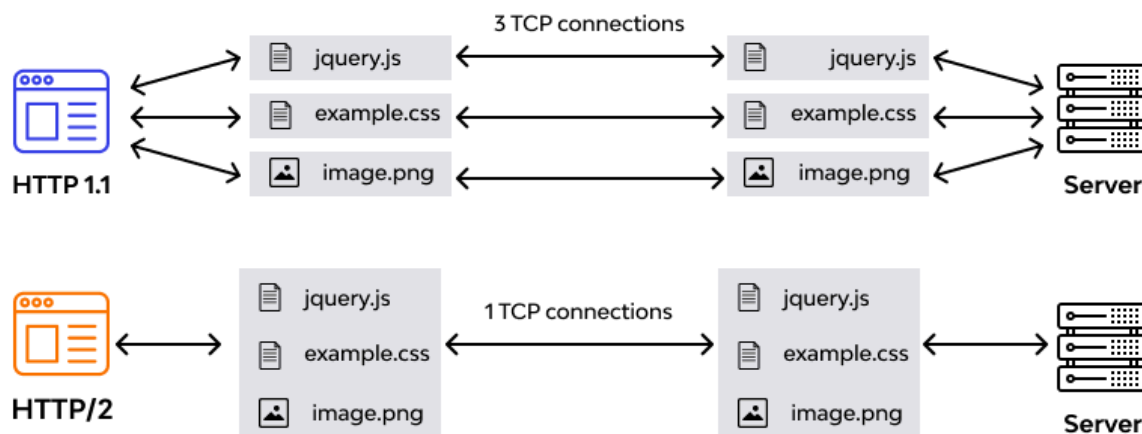 3 TCP connections
jquery.js
jquery.js
example.css
example.css
image.png
image.png
HTTP 1.1
Server
jquery.js
1 TCP connections
jquery.js
example.css
example.css
image.png
image.png
HTTP/2
Server